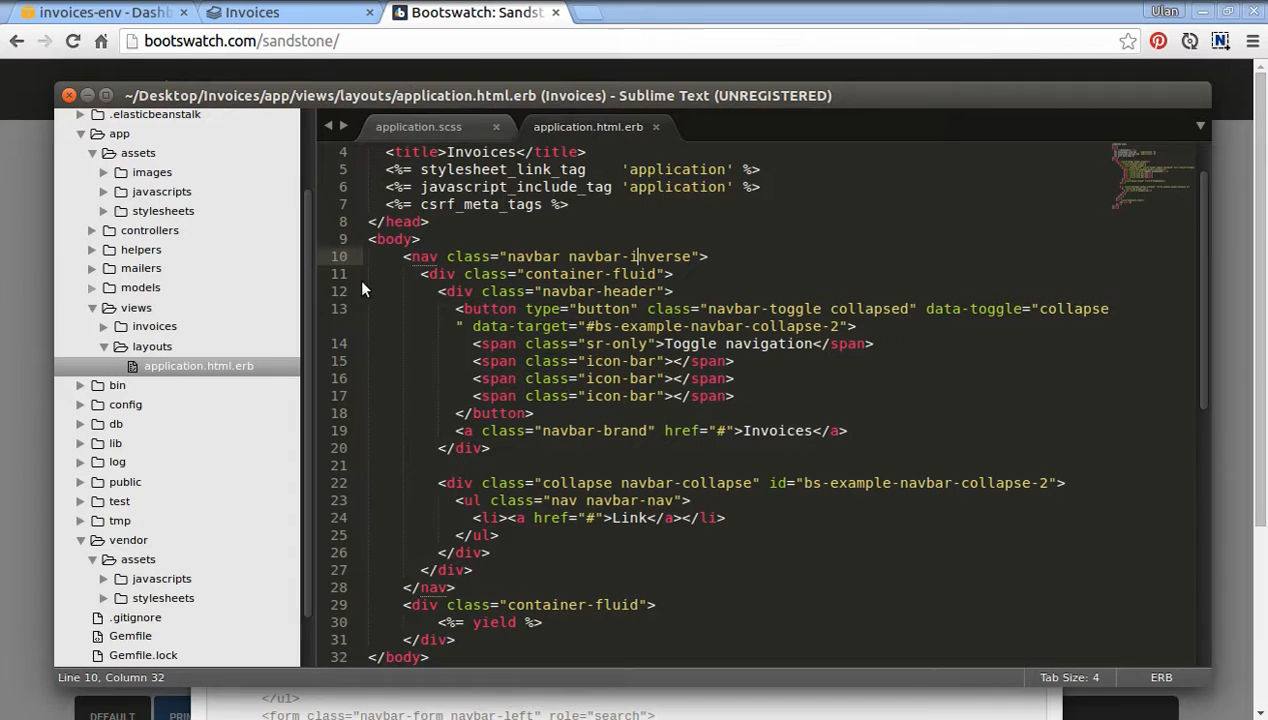 invoices-env - Dashb
Invoices
Bootswatch: Sandst
Ulan
bootswatch.com/sandstone/
~/Desktop/Invoices/app/views/layouts/application.html.erb (Invoices) - Sublime Text (UNREGISTERED)
.elasticbeanstalk
app
assets
images
javascripts
stylesheets
controllers
helpers
mailers
models
views
invoices
layouts
application.html.erb
bin
config
db
lib
log
public
test
tmp
vendor
assets
javascripts
stylesheets
.gitignore
Gemfile
Gemfile.lock
application.scss
application.html.erb
4 <title>Invoices</title>
5 <%= stylesheet_link_tag 'application' %>
6 <%= javascript_include_tag 'application' %>
7 <%= csrf_meta_tags %>
8 </head>
9 <body>
10 <nav class="navbar navbar-inverse">
11 <div class="container-fluid">
12 <div class="navbar-header">
13 <button type="button" class="navbar-toggle collapsed" data-toggle="collapse
" data-target="#bs-example-navbar-collapse-2">
14 <span class="sr-only">Toggle navigation</span>
15 <span class="icon-bar"></span>
16 <span class="icon-bar"></span>
17 <span class="icon-bar"></span>
18 </button>
19 <a class="navbar-brand" href="#">Invoices</a>
20 </div>
21
22 <div class="collapse navbar-collapse" id="bs-example-navbar-collapse-2">
23 <ul class="nav navbar-nav">
24 <li><a href="#">Link</a></li>
25 </ul>
26 </div>
27 </div>
28 </nav>
29 <div class="container-fluid">
30 <%= yield %>
31 </div>
32 </body>
Line 10, Column 32
Tab Size: 4
ERB
</ul>
<form class="navbar-form navbar-left" role="search">
DEFAULT